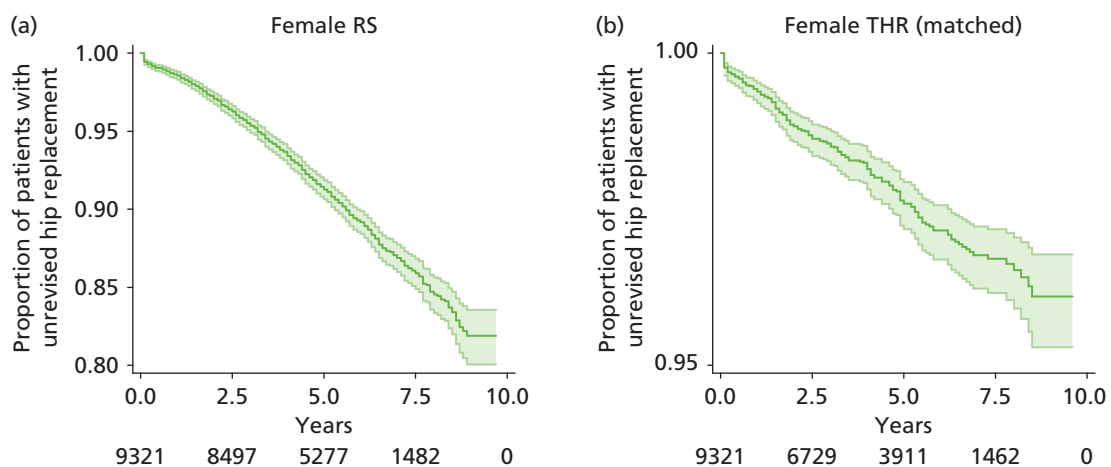 (a)
Female RS
Proportion of patients with
unrevised hip replacement
1.00
0.95
0.90
0.85
0.80
0.0 2.5 5.0 7.5 10.0
Years
9321 8497 5277 1482 0
(b)
Female THR (matched)
Proportion of patients with
unrevised hip replacement
1.00
0.95
0.0 2.5 5.0 7.5 10.0
Years
9321 6729 3911 1462 0